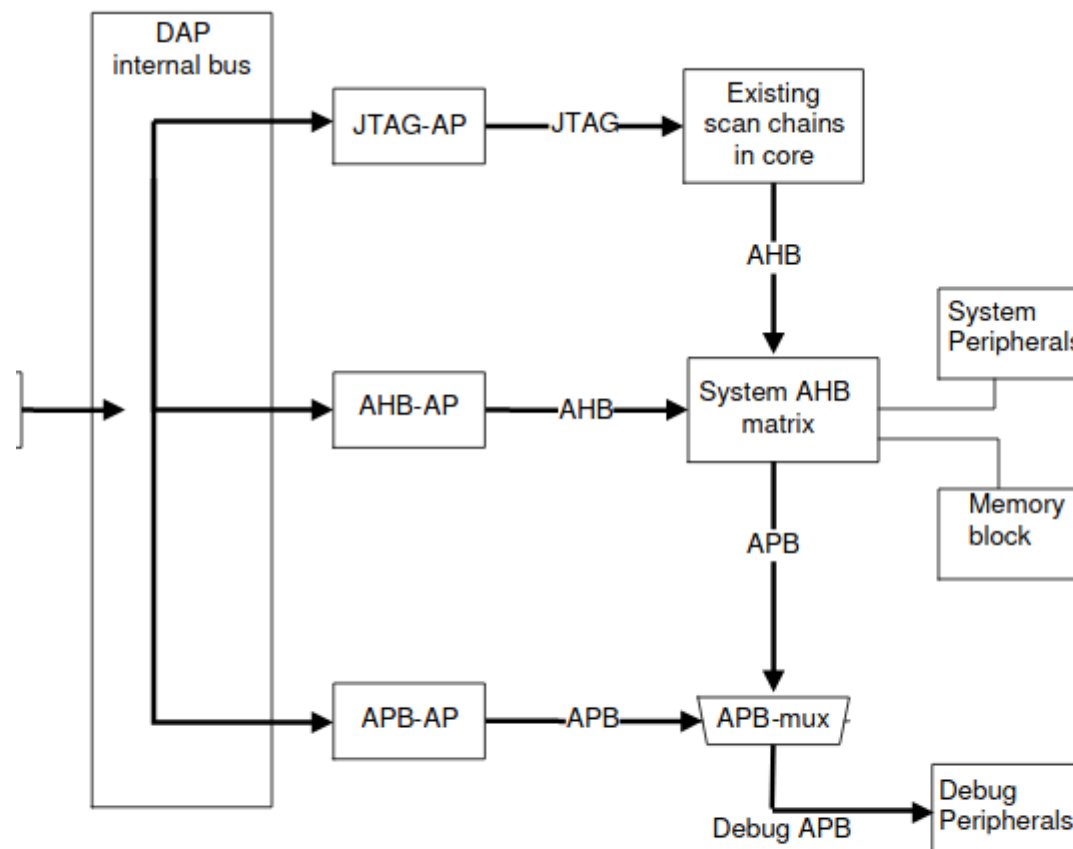 DAP
internal bus
JTAG-AP
JTAG
Existing
scan chains
in core
AHB
System
Peripherals
AHB-AP
AHB
System AHB
matrix
Memory
block
APB
APB-AP
APB
APB-mux
Debug APB
Debug
Peripherals